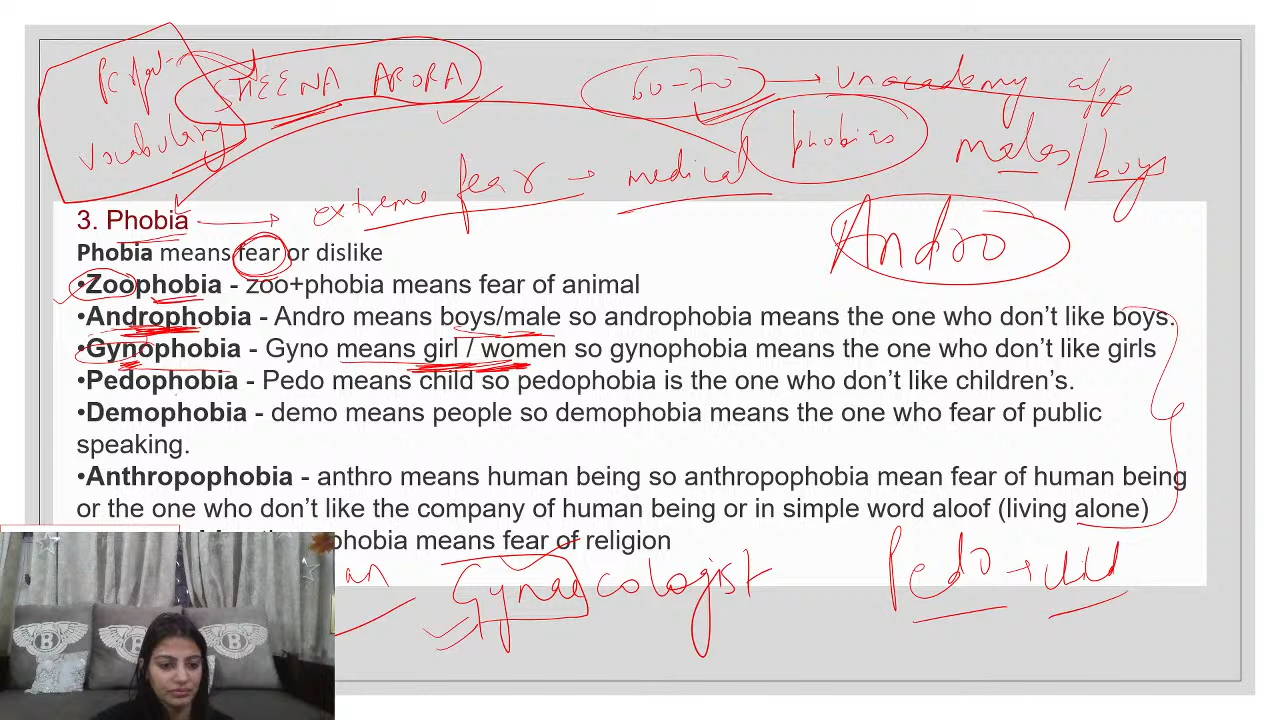 HEENA ARORA
60-70 → unacademy app
vocabulary
phobias
males/boys
extreme fear → medical
3. Phobia
Andro
Phobia means fear or dislike
•Zoophobia - zoo+phobia means fear of animal
•Androphobia - Andro means boys/male so androphobia means the one who don’t like boys.
•Gynophobia - Gyno means girl / women so gynophobia means the one who don’t like girls
•Pedophobia - Pedo means child so pedophobia is the one who don’t like children’s.
•Demophobia - demo means people so demophobia means the one who fear of public
speaking.
•Anthropophobia - anthro means human being so anthropophobia mean fear of human being
or the one who don’t like the company of human being or in simple word aloof (living alone)
phobia means fear of religion
Gynaecologist
Pedo → child
B B B